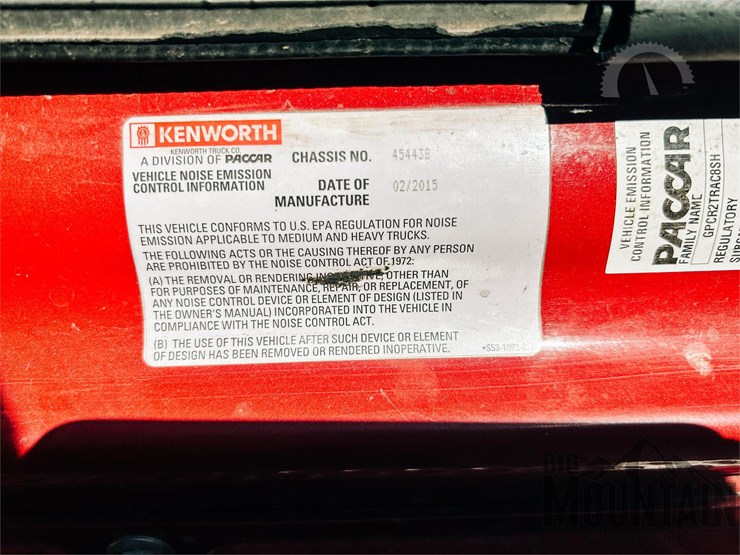 KENWORTH
KENWORTH TRUCK CO.
A DIVISION OF PACCAR
VEHICLE NOISE EMISSION
CONTROL INFORMATION
CHASSIS NO. 454438
DATE OF 02/2015
MANUFACTURE
THIS VEHICLE CONFORMS TO U.S. EPA REGULATION FOR NOISE
EMISSION APPLICABLE TO MEDIUM AND HEAVY TRUCKS.
THE FOLLOWING ACTS OR THE CAUSING THEREOF BY ANY PERSON
ARE PROHIBITED BY THE NOISE CONTROL ACT OF 1972:
(A) THE REMOVAL OR RENDERING INOPERATIVE, OTHER THAN
FOR PURPOSES OF MAINTENANCE, REPAIR, OR REPLACEMENT, OF
ANY NOISE CONTROL DEVICE OR ELEMENT OF DESIGN (LISTED IN
THE OWNER'S MANUAL) INCORPORATED INTO THE VEHICLE IN
COMPLIANCE WITH THE NOISE CONTROL ACT.
(B) THE USE OF THIS VEHICLE AFTER SUCH DEVICE OR ELEMENT
OF DESIGN HAS BEEN REMOVED OR RENDERED INOPERATIVE.
VEHICLE EMISSION
CONTROL INFORMATION
PACCAR
FAMILY NAME
GPCR2TRAC8SH
REGULATORY
BIG
MOUNTAIN